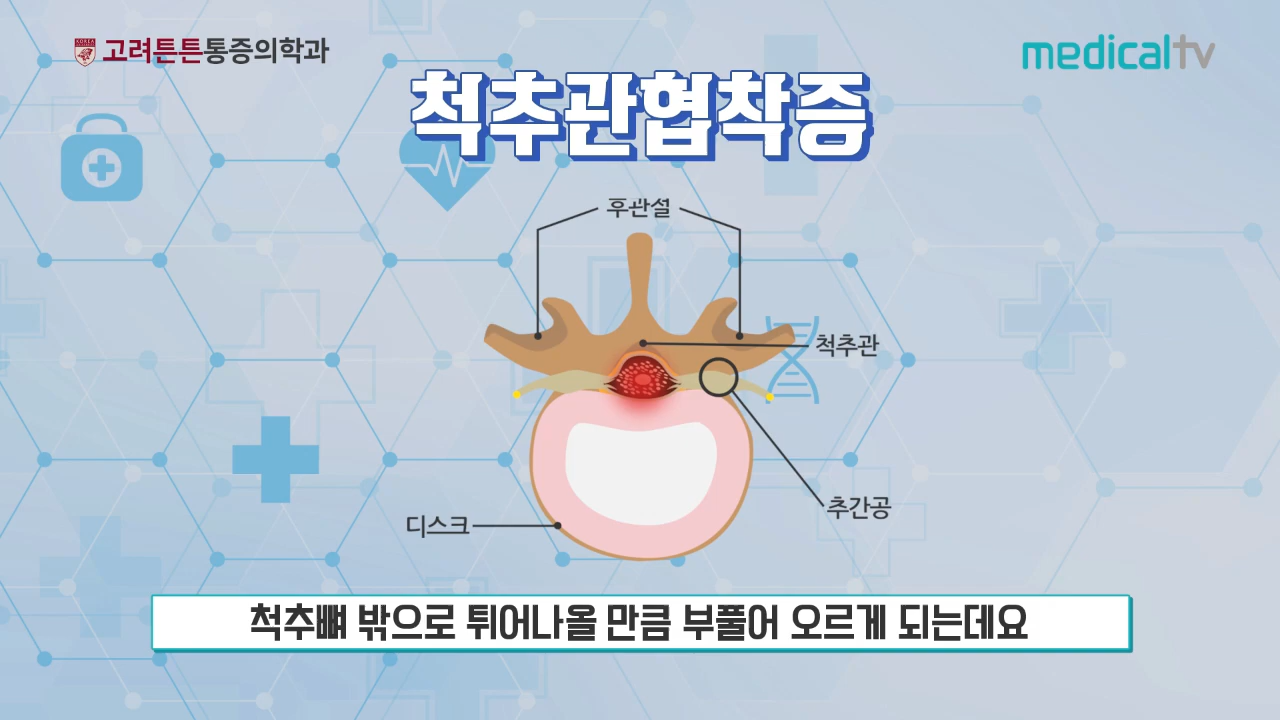 고려튼튼통증의학과
medicaltv
척추관협착증
후관절
척추관
추간공
디스크
척추뼈 밖으로 튀어나올 만큼 부풀어 오르게 되는데요